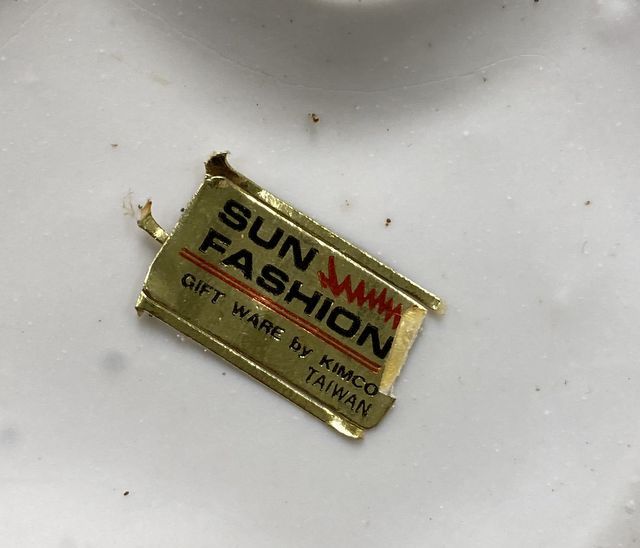 SUN
FASHION
GIFT WARE by KIMCO
TAIWAN